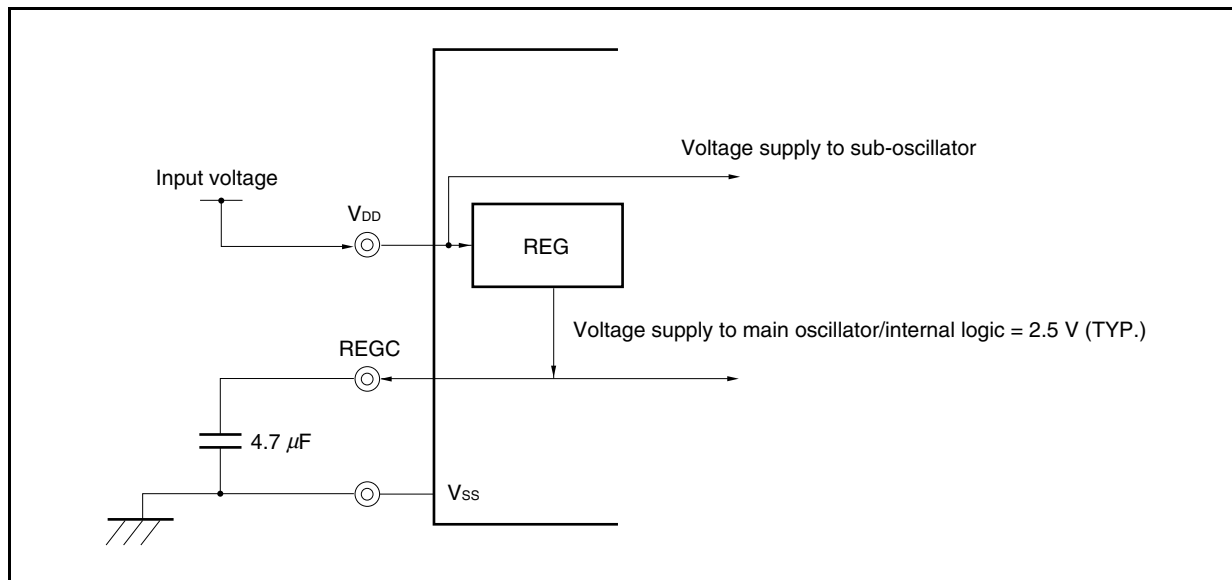 Voltage supply to sub-oscillator
Input voltage
VDD
REG
Voltage supply to main oscillator/internal logic = 2.5 V (TYP.)
REGC
4.7 μF
VSS